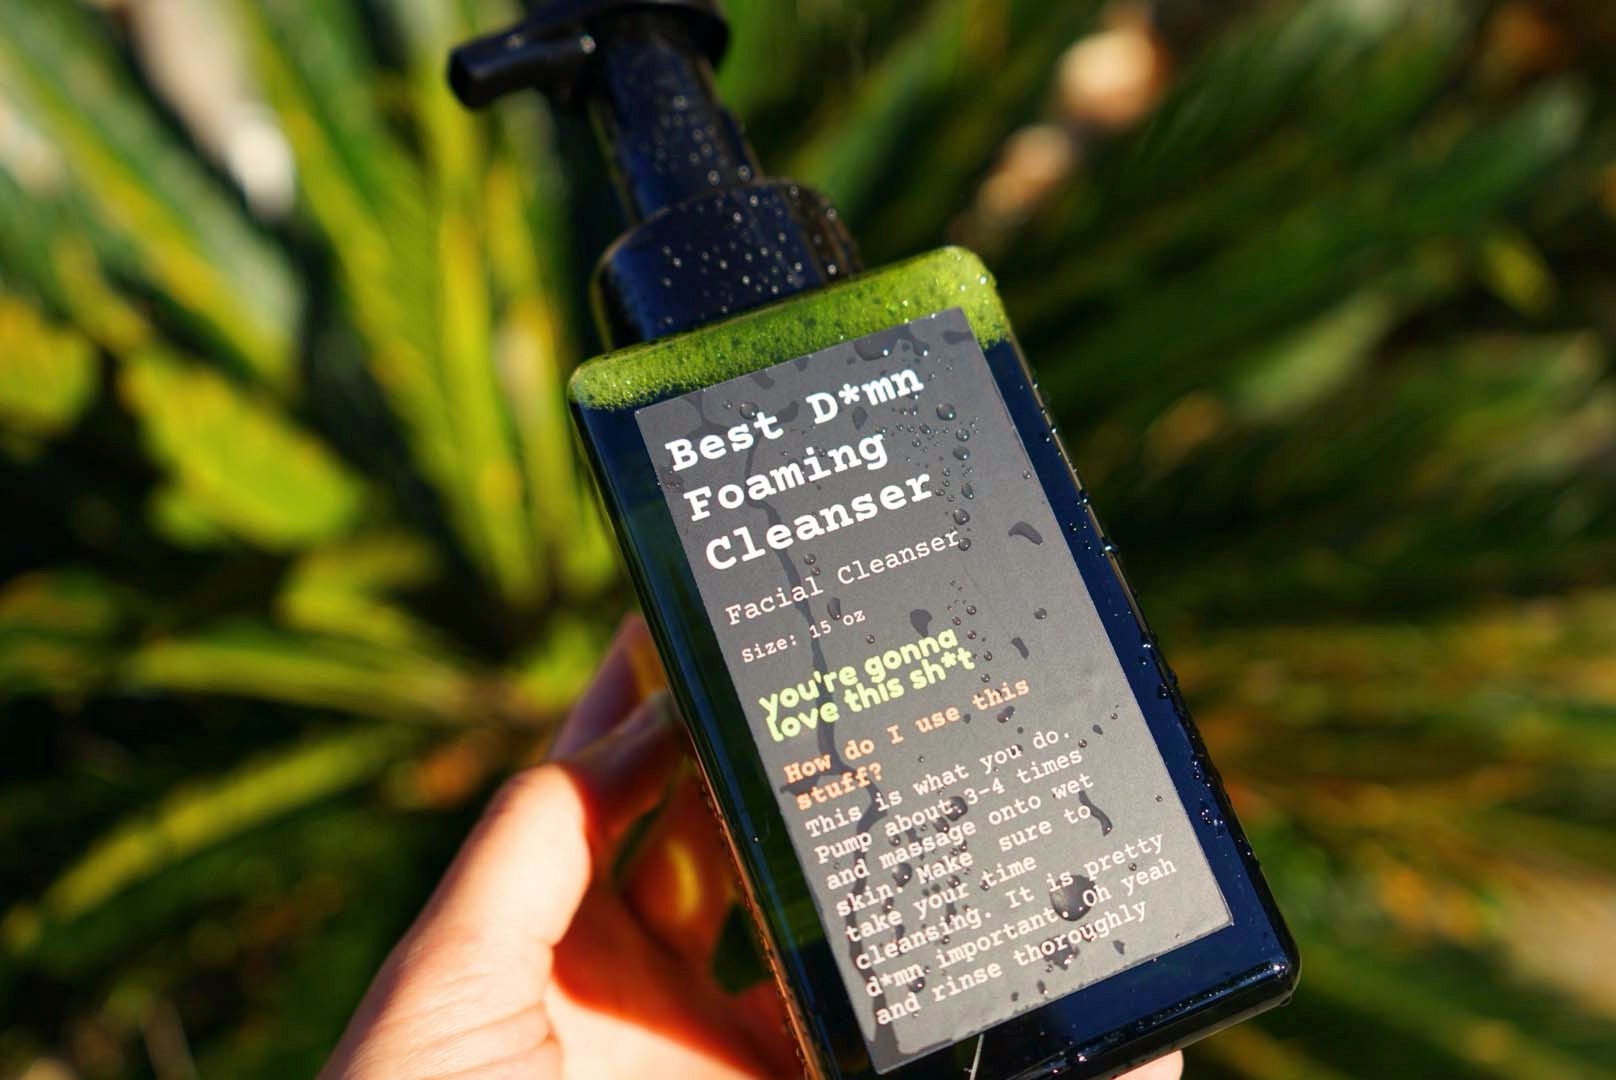 Best D*mn
Foaming
Cleanser
Facial Cleanser
Size: 15 oz
you're gonna
love this sh*t
How do I use this
stuff?
This is what you do.
Pump about 3-4 times
and massage onto wet
skin. Make sure to
take your time
cleansing. It is pretty
d*mn important. Oh yeah
and rinse thoroughly